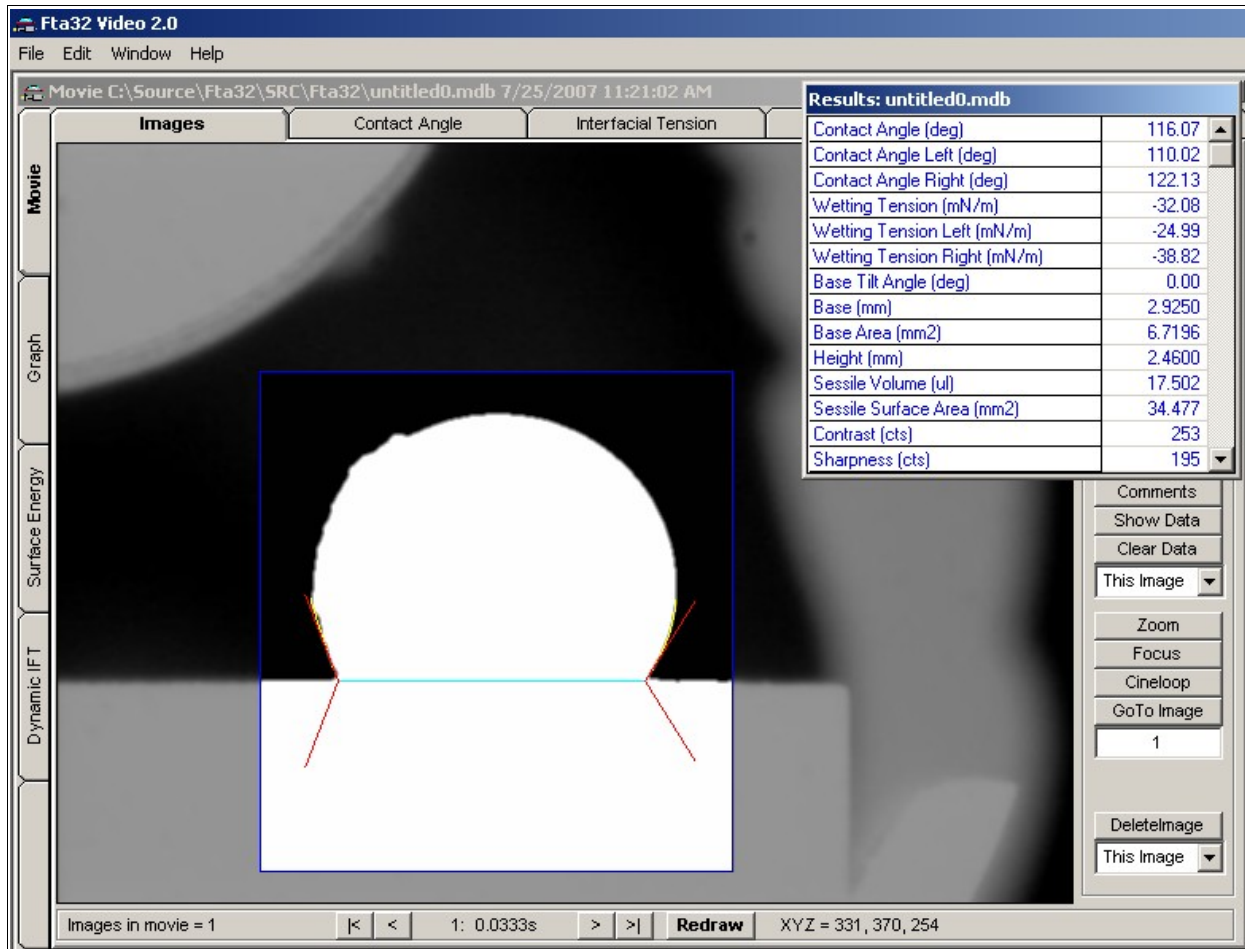 Fta32 Video 2.0
File Edit Window Help
Movie C:\Source\Fta32\SRC\Fta32\untitled0.mdb 7/25/2007 11:21:02 AM
Images Contact Angle Interfacial Tension
Movie
Graph
Surface Energy
Dynamic IFT
Results: untitled0.mdb
Contact Angle (deg) 116.07
Contact Angle Left (deg) 110.02
Contact Angle Right (deg) 122.13
Wetting Tension (mN/m) -32.08
Wetting Tension Left (mN/m) -24.99
Wetting Tension Right (mN/m) -38.82
Base Tilt Angle (deg) 0.00
Base (mm) 2.9250
Base Area (mm2) 6.7196
Height (mm) 2.4600
Sessile Volume (ul) 17.502
Sessile Surface Area (mm2) 34.477
Contrast (cts) 253
Sharpness (cts) 195
Comments
Show Data
Clear Data
This Image
Zoom
Focus
Cineloop
GoTo Image
1
DeleteImage
This Image
Images in movie = 1 |< < 1: 0.0333s > >| Redraw XYZ = 331, 370, 254